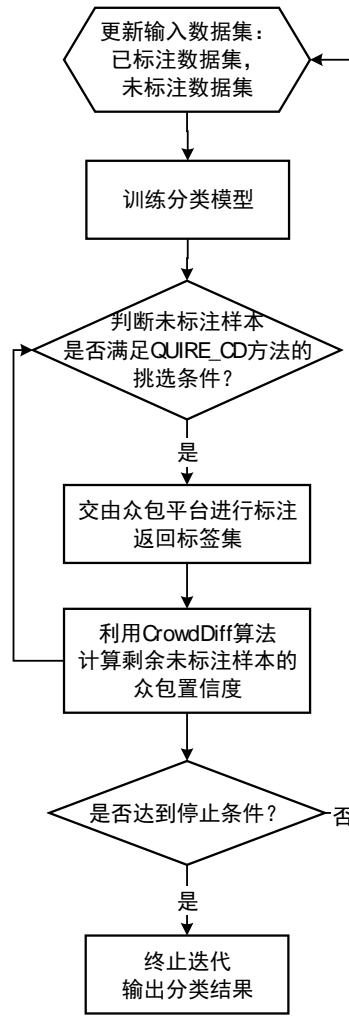 更新输入数据集:
已标注数据集,
未标注数据集
训练分类模型
判断未标注样本
是否满足QUIRE_CD方法的
挑选条件?
是
交由众包平台进行标注
返回标签集
利用CrowdDiff算法
计算剩余未标注样本的
众包置信度
是否达到停止条件?
否
是
终止迭代
输出分类结果